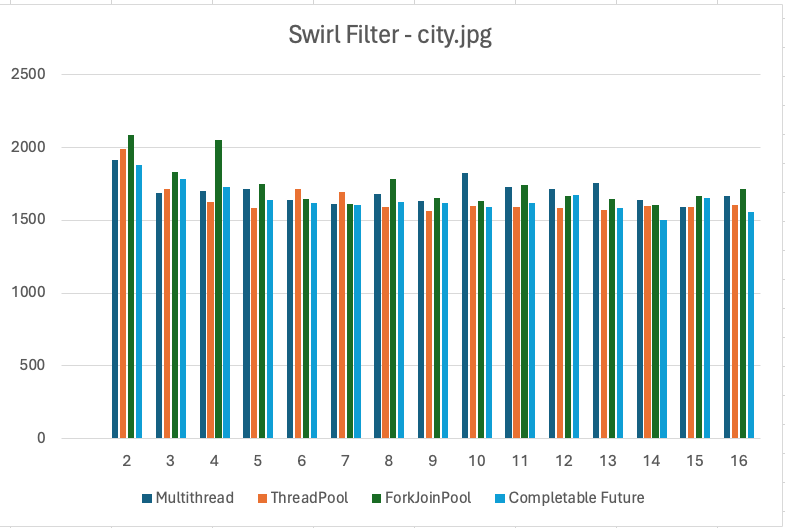 Swirl Filter - city.jpg
2500
2000
1500
1000
500
0
2 3 4 5 6 7 8 9 10 11 12 13 14 15 16
Multithread ThreadPool ForkJoinPool Completable Future